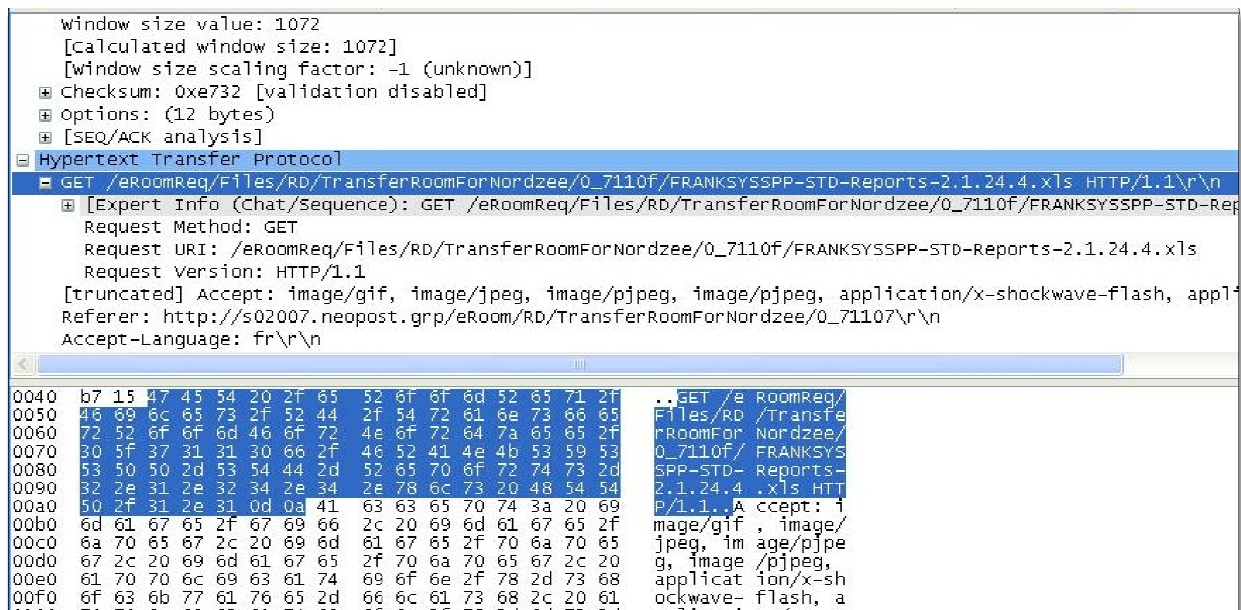 Window size value: 1072
[Calculated window size: 1072]
[Window size scaling factor: -1 (unknown)]
Checksum: 0xe732 [validation disabled]
Options: (12 bytes)
[SEQ/ACK analysis]
Hypertext Transfer Protocol
GET /eRoomReq/Files/RD/TransferRoomForNordzee/0_7110f/FRANKSYSSPP-STD-Reports-2.1.24.4.xls HTTP/1.1\r\n
[Expert Info (Chat/Sequence): GET /eRoomReq/Files/RD/TransferRoomForNordzee/0_7110f/FRANKSYSSPP-STD-Rep
Request Method: GET
Request URI: /eRoomReq/Files/RD/TransferRoomForNordzee/0_7110f/FRANKSYSSPP-STD-Reports-2.1.24.4.xls
Request Version: HTTP/1.1
[truncated] Accept: image/gif, image/jpeg, image/pjpeg, image/pjpeg, application/x-shockwave-flash, appli
Referer: http://s02007.neopost.grp/eRoom/RD/TransferRoomForNordzee/0_71107\r\n
Accept-Language: fr\r\n
0040 b7 15 47 45 54 20 2f 65 52 6f 6f 6d 52 65 71 2f ..GET /e RoomReq/
0050 46 69 6c 65 73 2f 52 44 2f 54 72 61 6e 73 66 65 Files/RD /Transfe
0060 72 52 6f 6f 6d 46 6f 72 4e 6f 72 64 7a 65 65 2f rRoomFor Nordzee/
0070 30 5f 37 31 31 30 66 2f 46 52 41 4e 4b 53 59 53 0_7110f/ FRANKSYS
0080 53 50 50 2d 53 54 44 2d 52 65 70 6f 72 74 73 2d SPP-STD- Reports-
0090 32 2e 31 2e 32 34 2e 34 2e 78 6c 73 20 48 54 54 2.1.24.4 .xls HTT
00a0 50 2f 31 2e 31 0d 0a 41 63 63 65 70 74 3a 20 69 P/1.1..A ccept: i
00b0 6d 61 67 65 2f 67 69 66 2c 20 69 6d 61 67 65 2f mage/gif , image/
00c0 6a 70 65 67 2c 20 69 6d 61 67 65 2f 70 6a 70 65 jpeg, im age/pjpe
00d0 67 2c 20 69 6d 61 67 65 2f 70 6a 70 65 67 2c 20 g, image /pjpeg,
00e0 61 70 70 6c 69 63 61 74 69 6f 6e 2f 78 2d 73 68 applicat ion/x-sh
00f0 6f 63 6b 77 61 76 65 2d 66 6c 61 73 68 2c 20 61 ockwave- flash, a